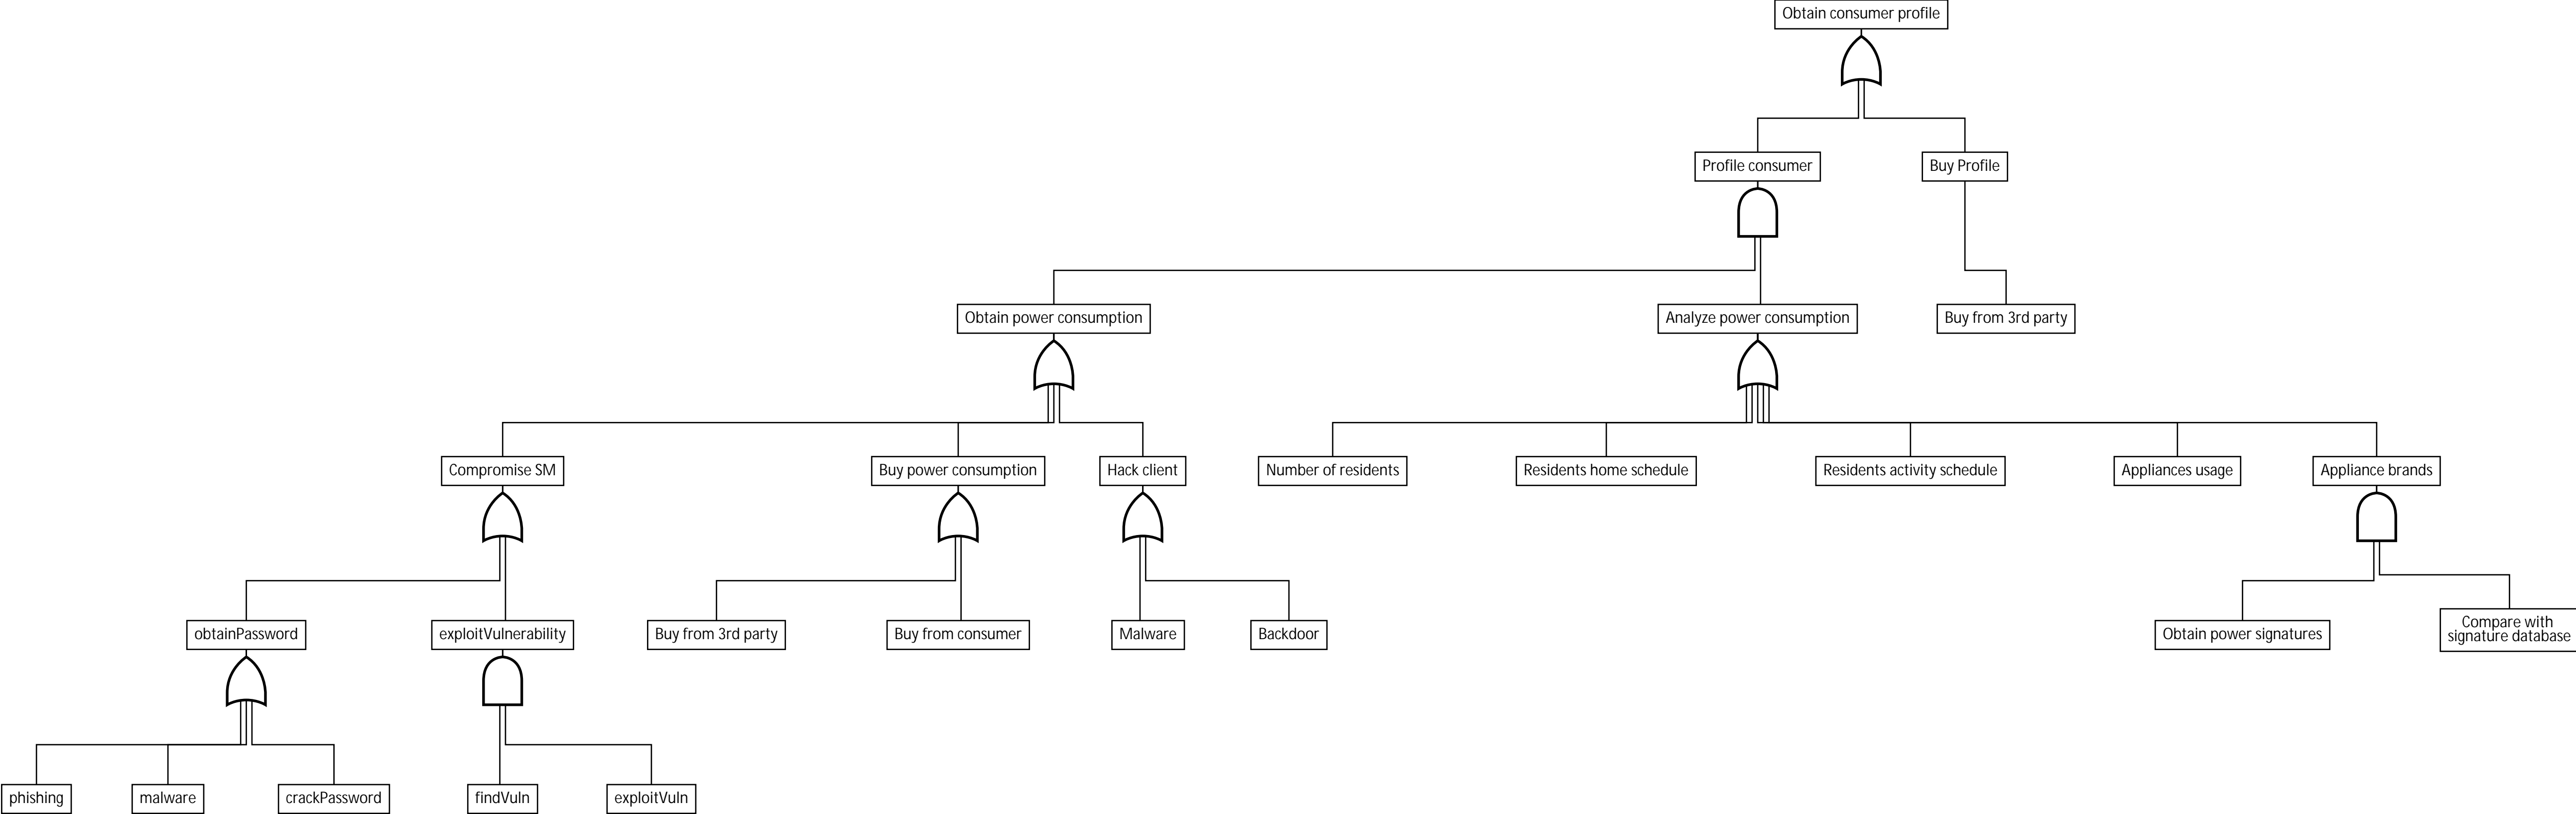 Obtain consumer profile
Profile consumer
Buy Profile
Obtain power consumption
Analyze power consumption
Buy from 3rd party
Compromise SM
Buy power consumption
Hack client
Number of residents
Residents home schedule
Residents activity schedule
Appliances usage
Appliance brands
obtainPassword
exploitVulnerability
Buy from 3rd party
Buy from consumer
Malware
Backdoor
Obtain power signatures
Compare with
signature database
phishing
malware
crackPassword
findVuln
exploitVuln